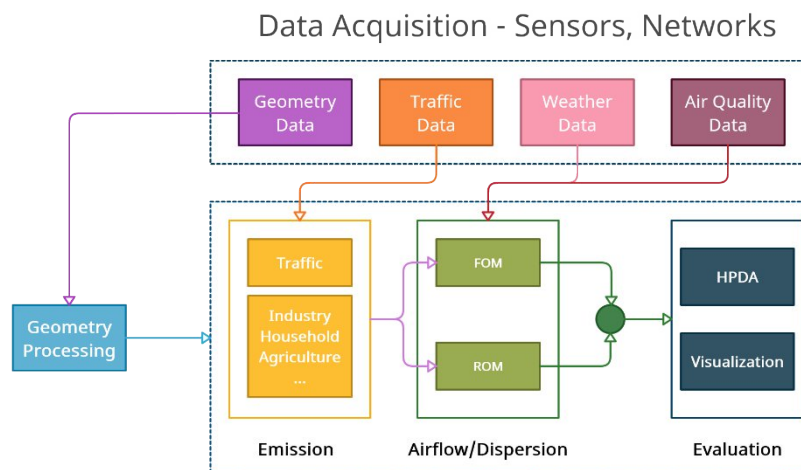 Data Acquisition - Sensors, Networks
Geometry
Data
Traffic
Data
Weather
Data
Air Quality
Data
Geometry
Processing
Traffic
Industry
Household
Agriculture
...
FOM
ROM
HPDA
Visualization
Emission
Airflow/Dispersion
Evaluation